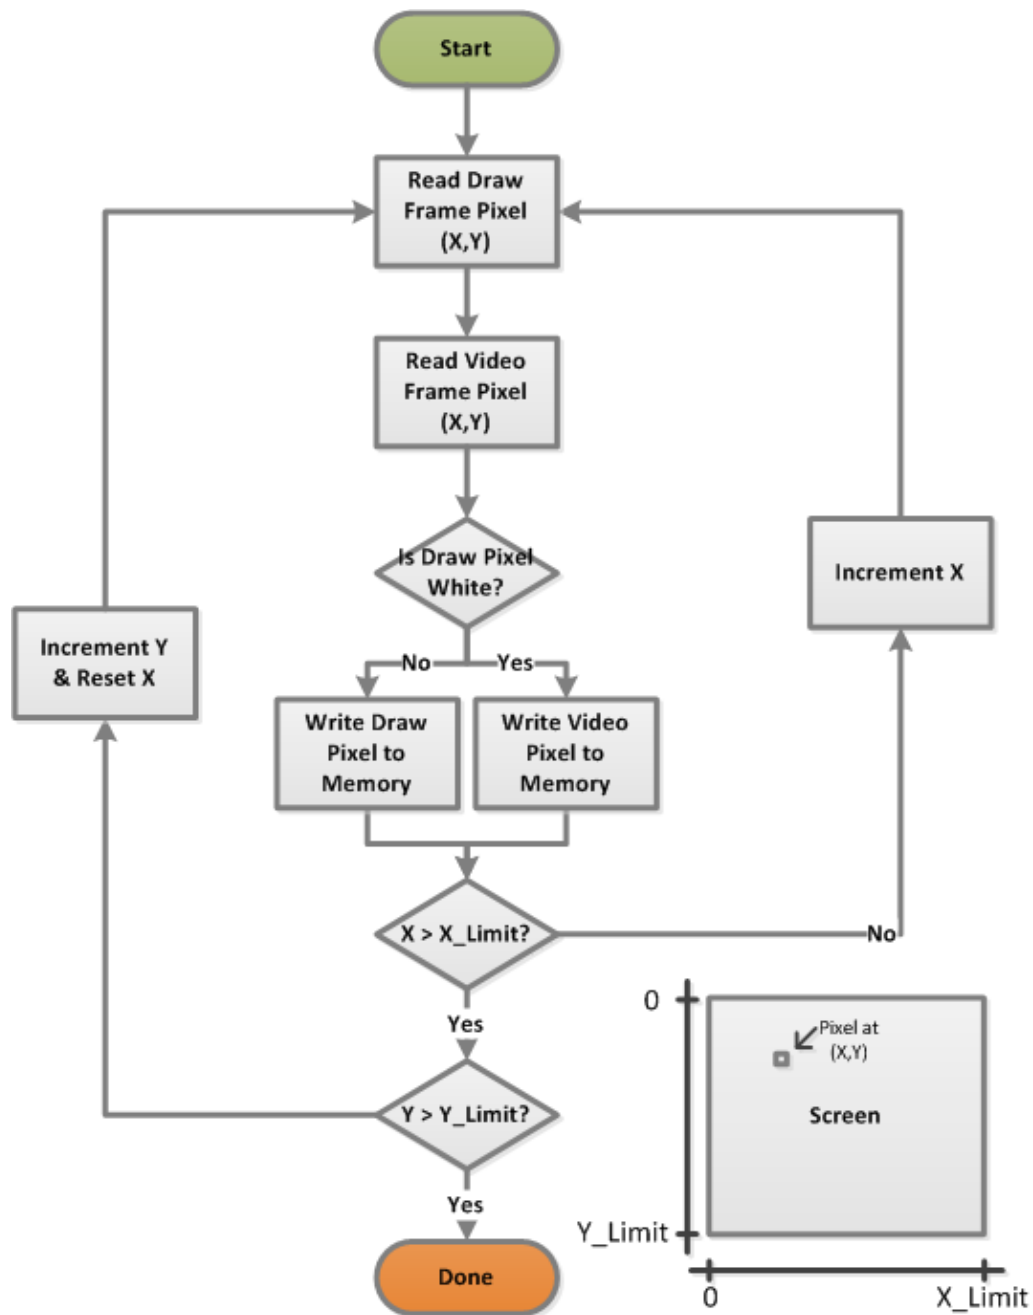 Start
Read Draw
Frame Pixel
(X,Y)
Read Video
Frame Pixel
(X,Y)
Is Draw Pixel
White?
Increment X
Increment Y
& Reset X
No
Yes
Write Draw
Pixel to
Memory
Write Video
Pixel to
Memory
X > X_Limit?
No
Yes
Y > Y_Limit?
Yes
Done
0
Pixel at
(X,Y)
Screen
Y_Limit
0
X_Limit